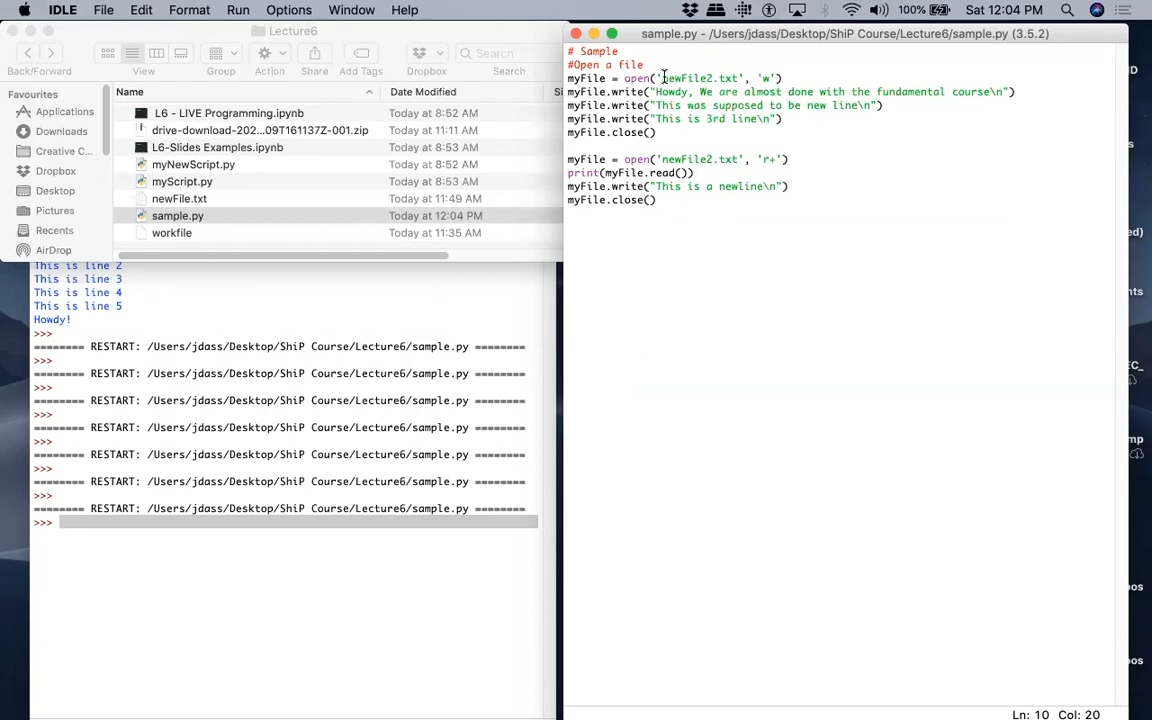 IDLE File Edit Format Run Options Window Help 100% Sat 12:04 PM
Lecture6
Search
Back/Forward View Group Action Share Add Tags Dropbox Search
Favourites
Applications
Downloads
Creative C...
Dropbox
Desktop
Pictures
Recents
AirDrop
Name Date Modified Si
L6 - LIVE Programming.ipynb Today at 8:52 AM
drive-download-202...09T161137Z-001.zip Today at 11:11 AM
L6-Slides Examples.ipynb Today at 8:53 AM
myNewScript.py Today at 8:52 AM
myScript.py Today at 8:53 AM
newFile.txt Today at 11:49 AM
sample.py Today at 12:04 PM
workfile Today at 11:35 AM
This is line 2
This is line 3
This is line 4
This is line 5
Howdy!
>>>
======== RESTART: /Users/jdass/Desktop/ShiP Course/Lecture6/sample.py ========
>>>
======== RESTART: /Users/jdass/Desktop/ShiP Course/Lecture6/sample.py ========
>>>
======== RESTART: /Users/jdass/Desktop/ShiP Course/Lecture6/sample.py ========
>>>
======== RESTART: /Users/jdass/Desktop/ShiP Course/Lecture6/sample.py ========
>>>
======== RESTART: /Users/jdass/Desktop/ShiP Course/Lecture6/sample.py ========
>>>
======== RESTART: /Users/jdass/Desktop/ShiP Course/Lecture6/sample.py ========
>>>
======== RESTART: /Users/jdass/Desktop/ShiP Course/Lecture6/sample.py ========
>>>
sample.py - /Users/jdass/Desktop/ShiP Course/Lecture6/sample.py (3.5.2)
# Sample
#Open a file
myFile = open('newFile2.txt', 'w')
myFile.write("Howdy, We are almost done with the fundamental course\n")
myFile.write("This was supposed to be new line\n")
myFile.write("This is 3rd line\n")
myFile.close()
myFile = open('newFile2.txt', 'r+')
print(myFile.read())
myFile.write("This is a newline\n")
myFile.close()
Ln: 10 Col: 20
D
ed)
nts
EC_
mp
pos
pos
pos